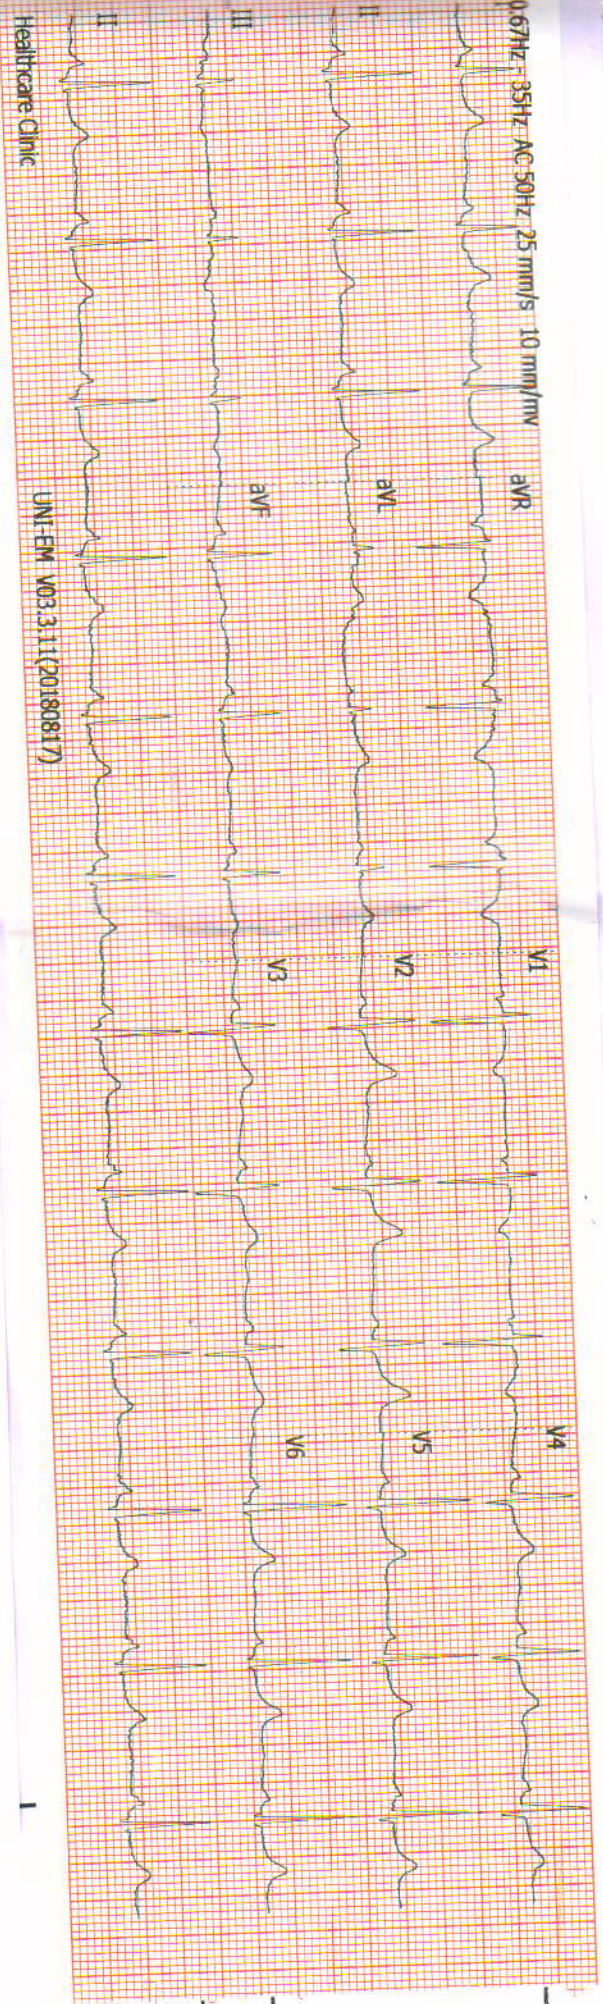 0.67Hz - 35Hz AC 50Hz 25 mm/s 10 mm/mv
aVR
V1
V4
II
aVL
V2
V5
III
aVF
V3
V6
II
Healthcare Clinic
UNI-EM V03.3.11(20180817)